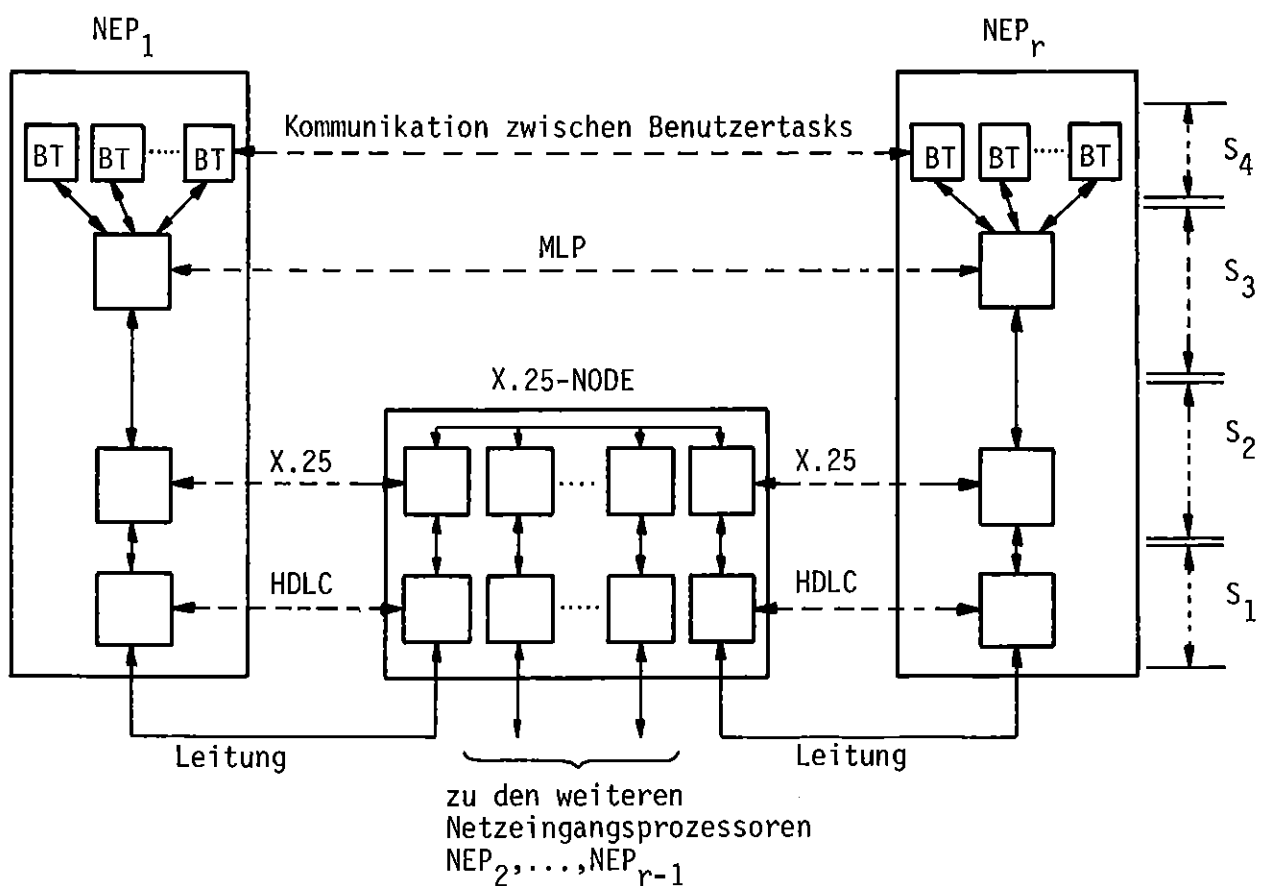 NEP1 NEPr
BT BT ..... BT Kommunikation zwischen Benutzertasks BT BT ..... BT S4
MLP S3
X.25-NODE
X.25 .... X.25 S2
HDLC ..... HDLC S1
Leitung Leitung
zu den weiteren
Netzeingangsprozessoren
NEP2,...,NEPr-1